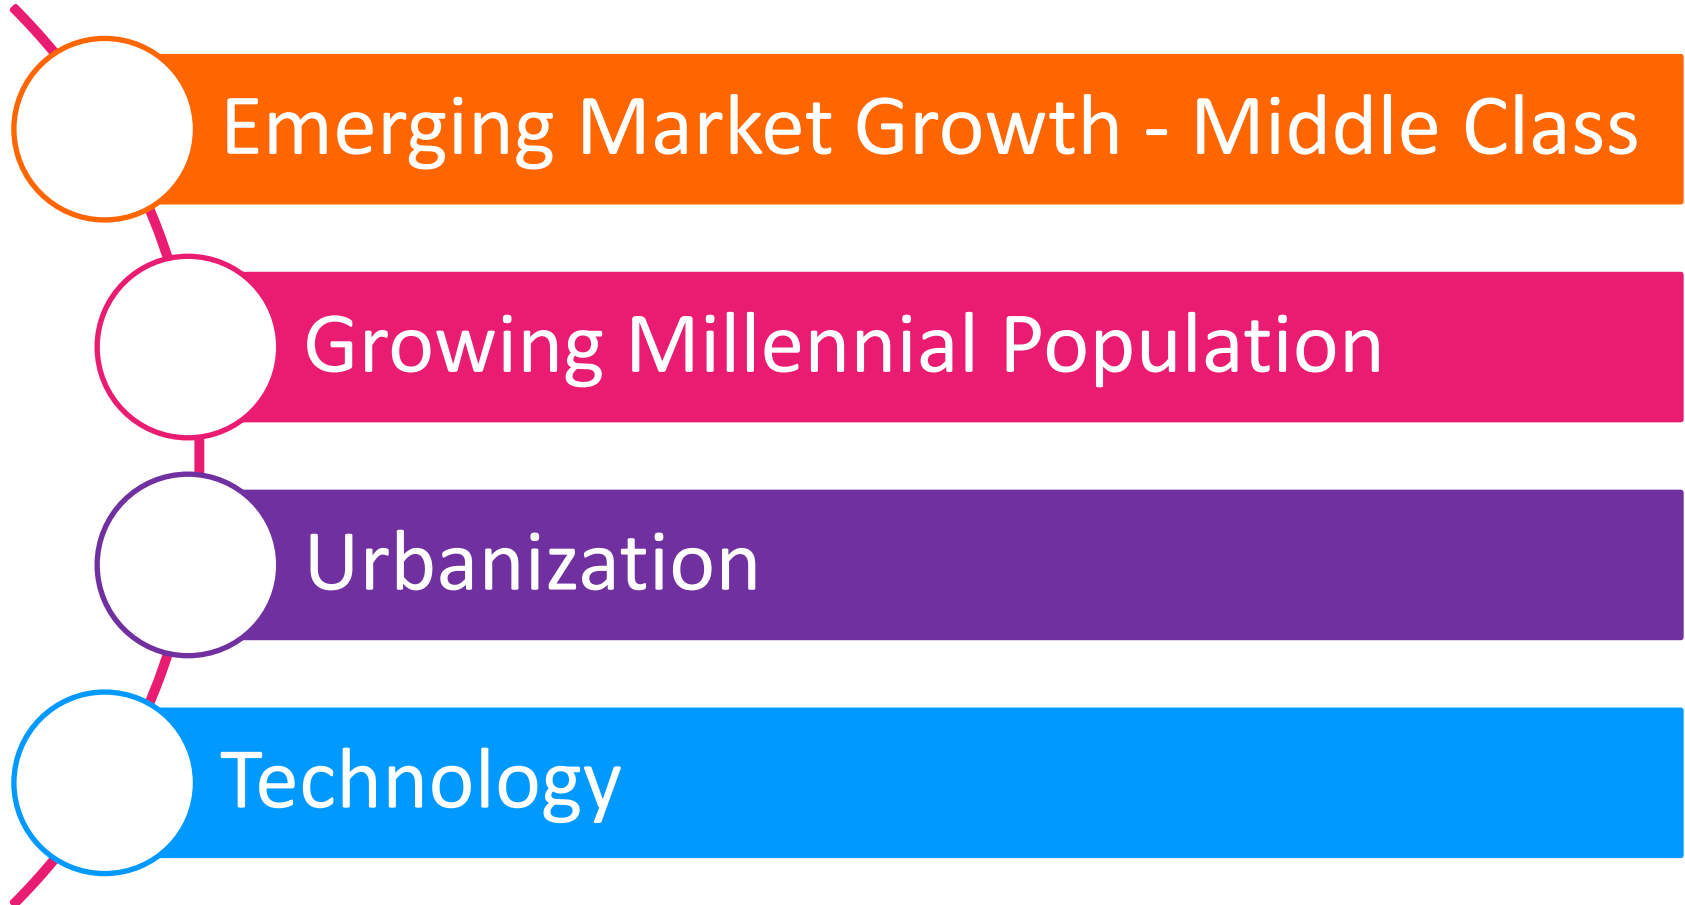 Emerging Market Growth - Middle Class
Growing Millennial Population
Urbanization
Technology